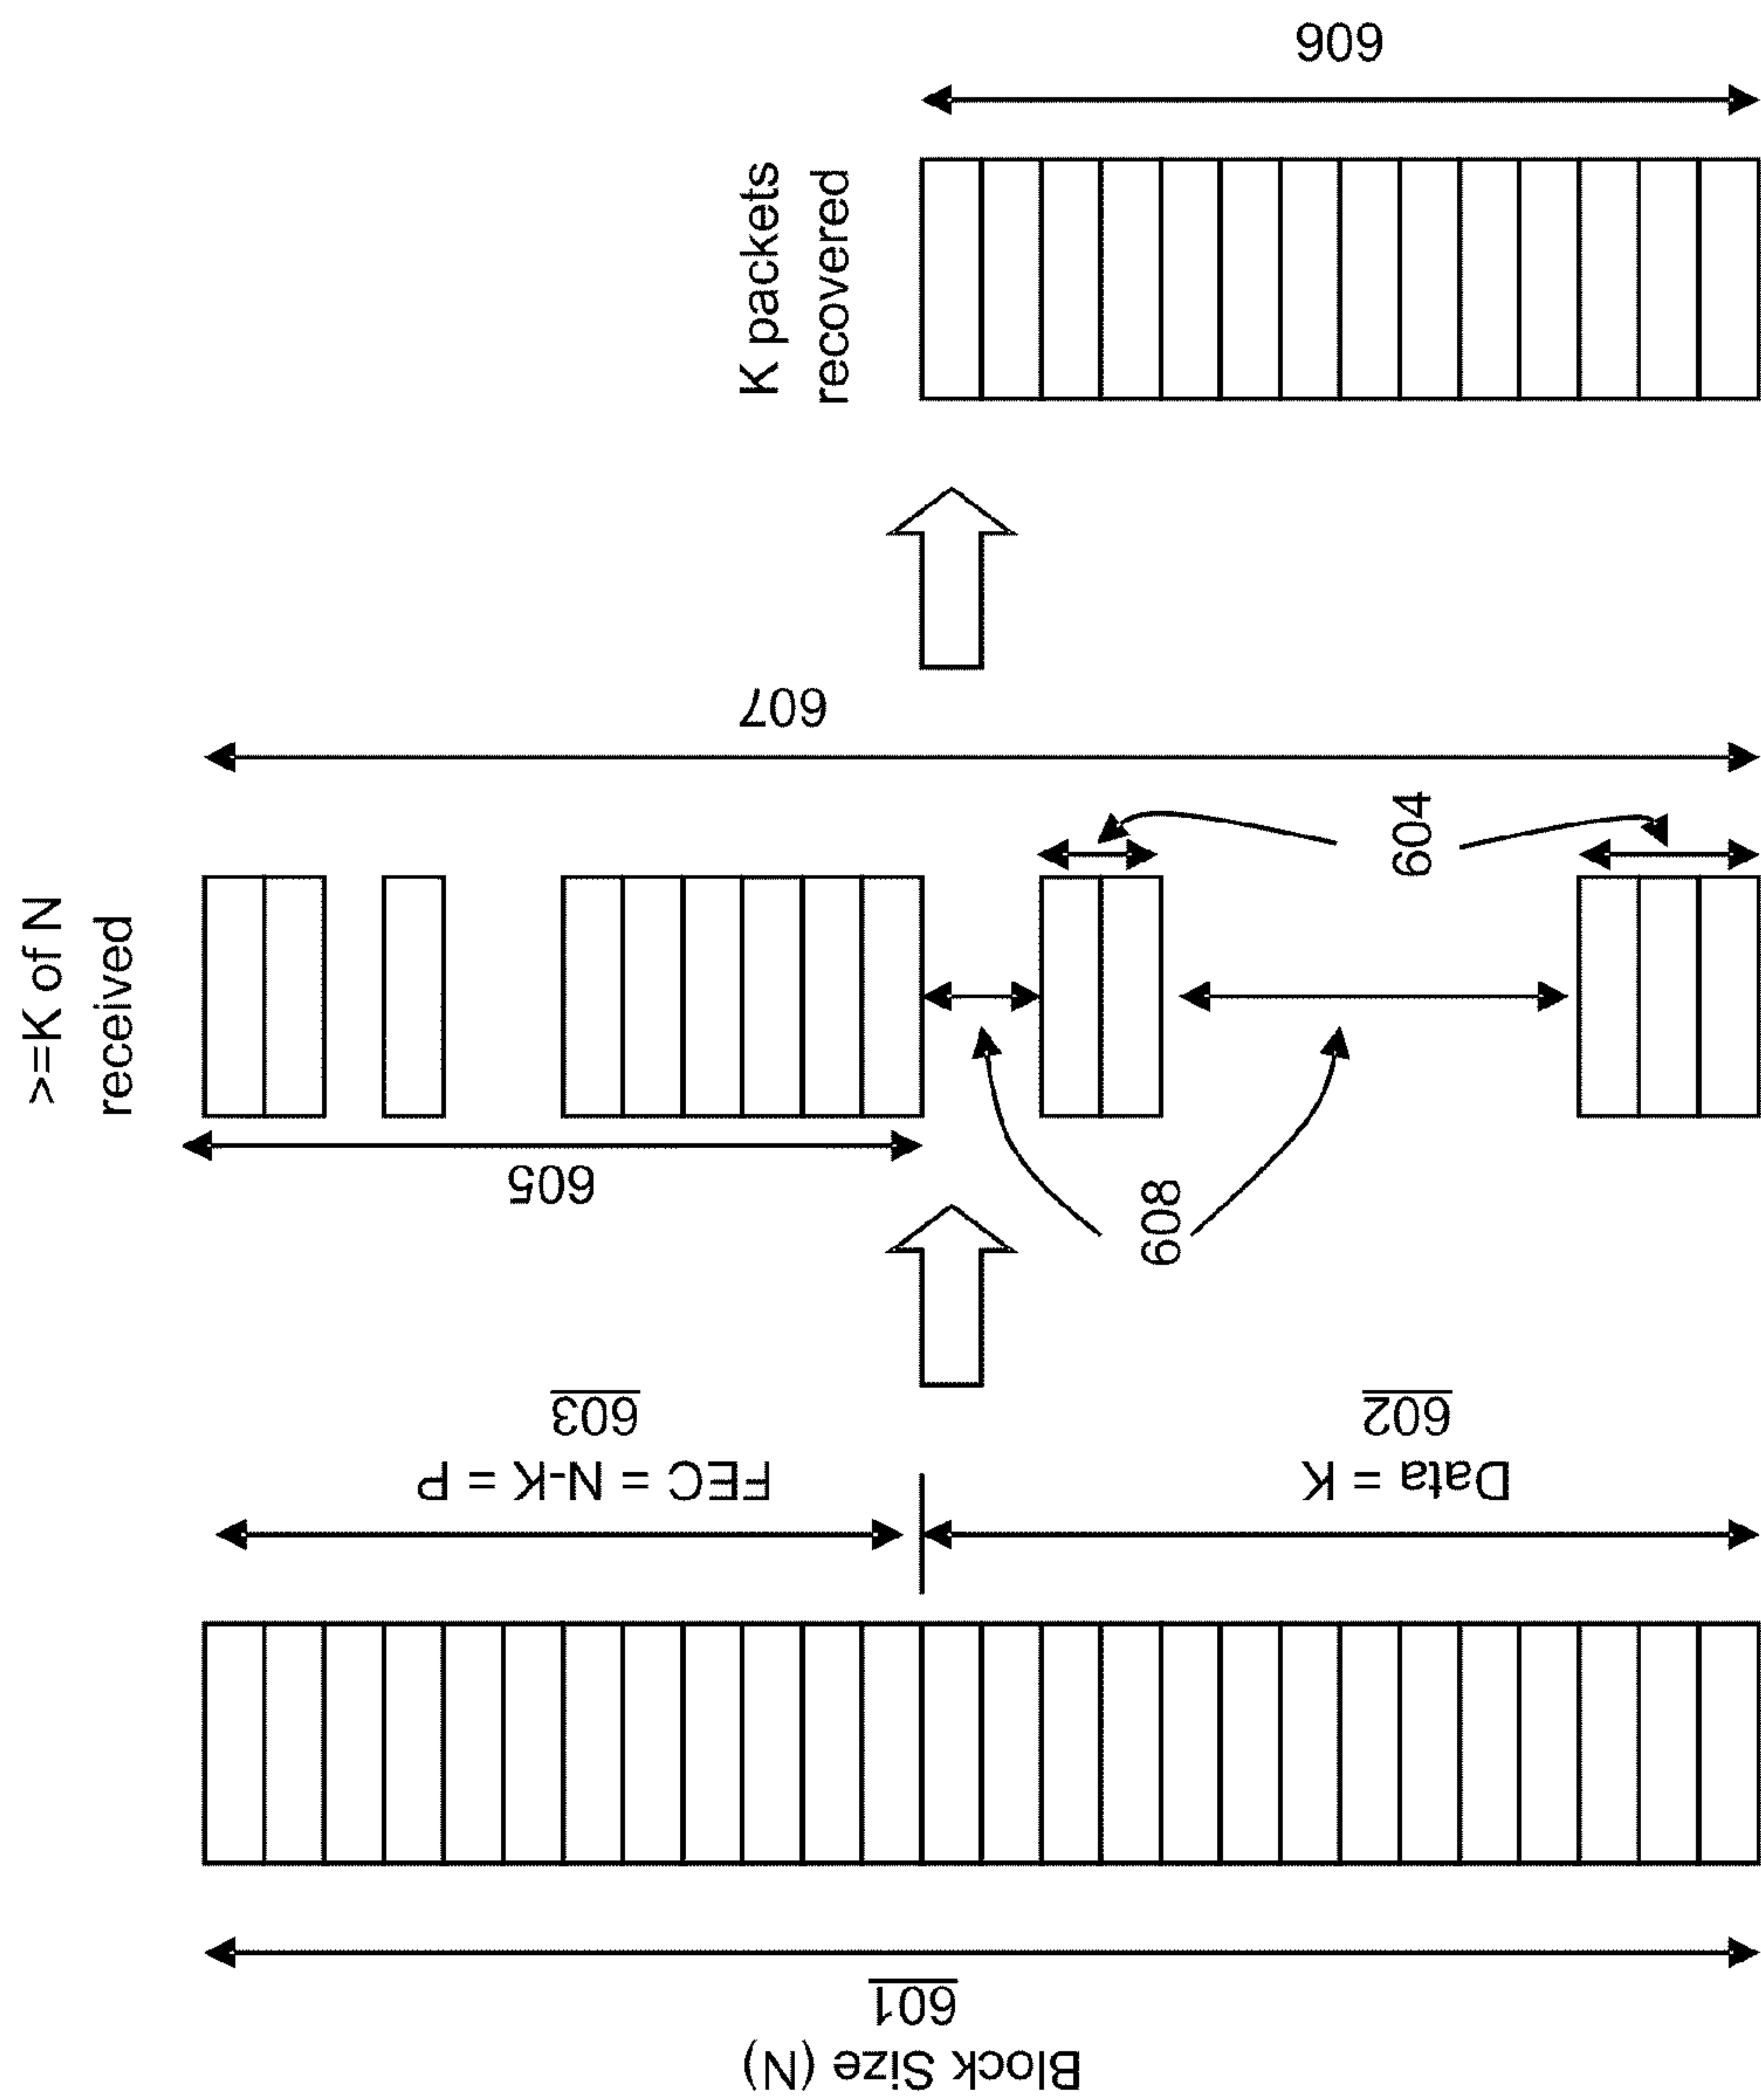 Block Size (N)
601
FEC = N-K = P
603
Data = K
602
>=K of N
received
605
608
604
607
K packets
recovered
606